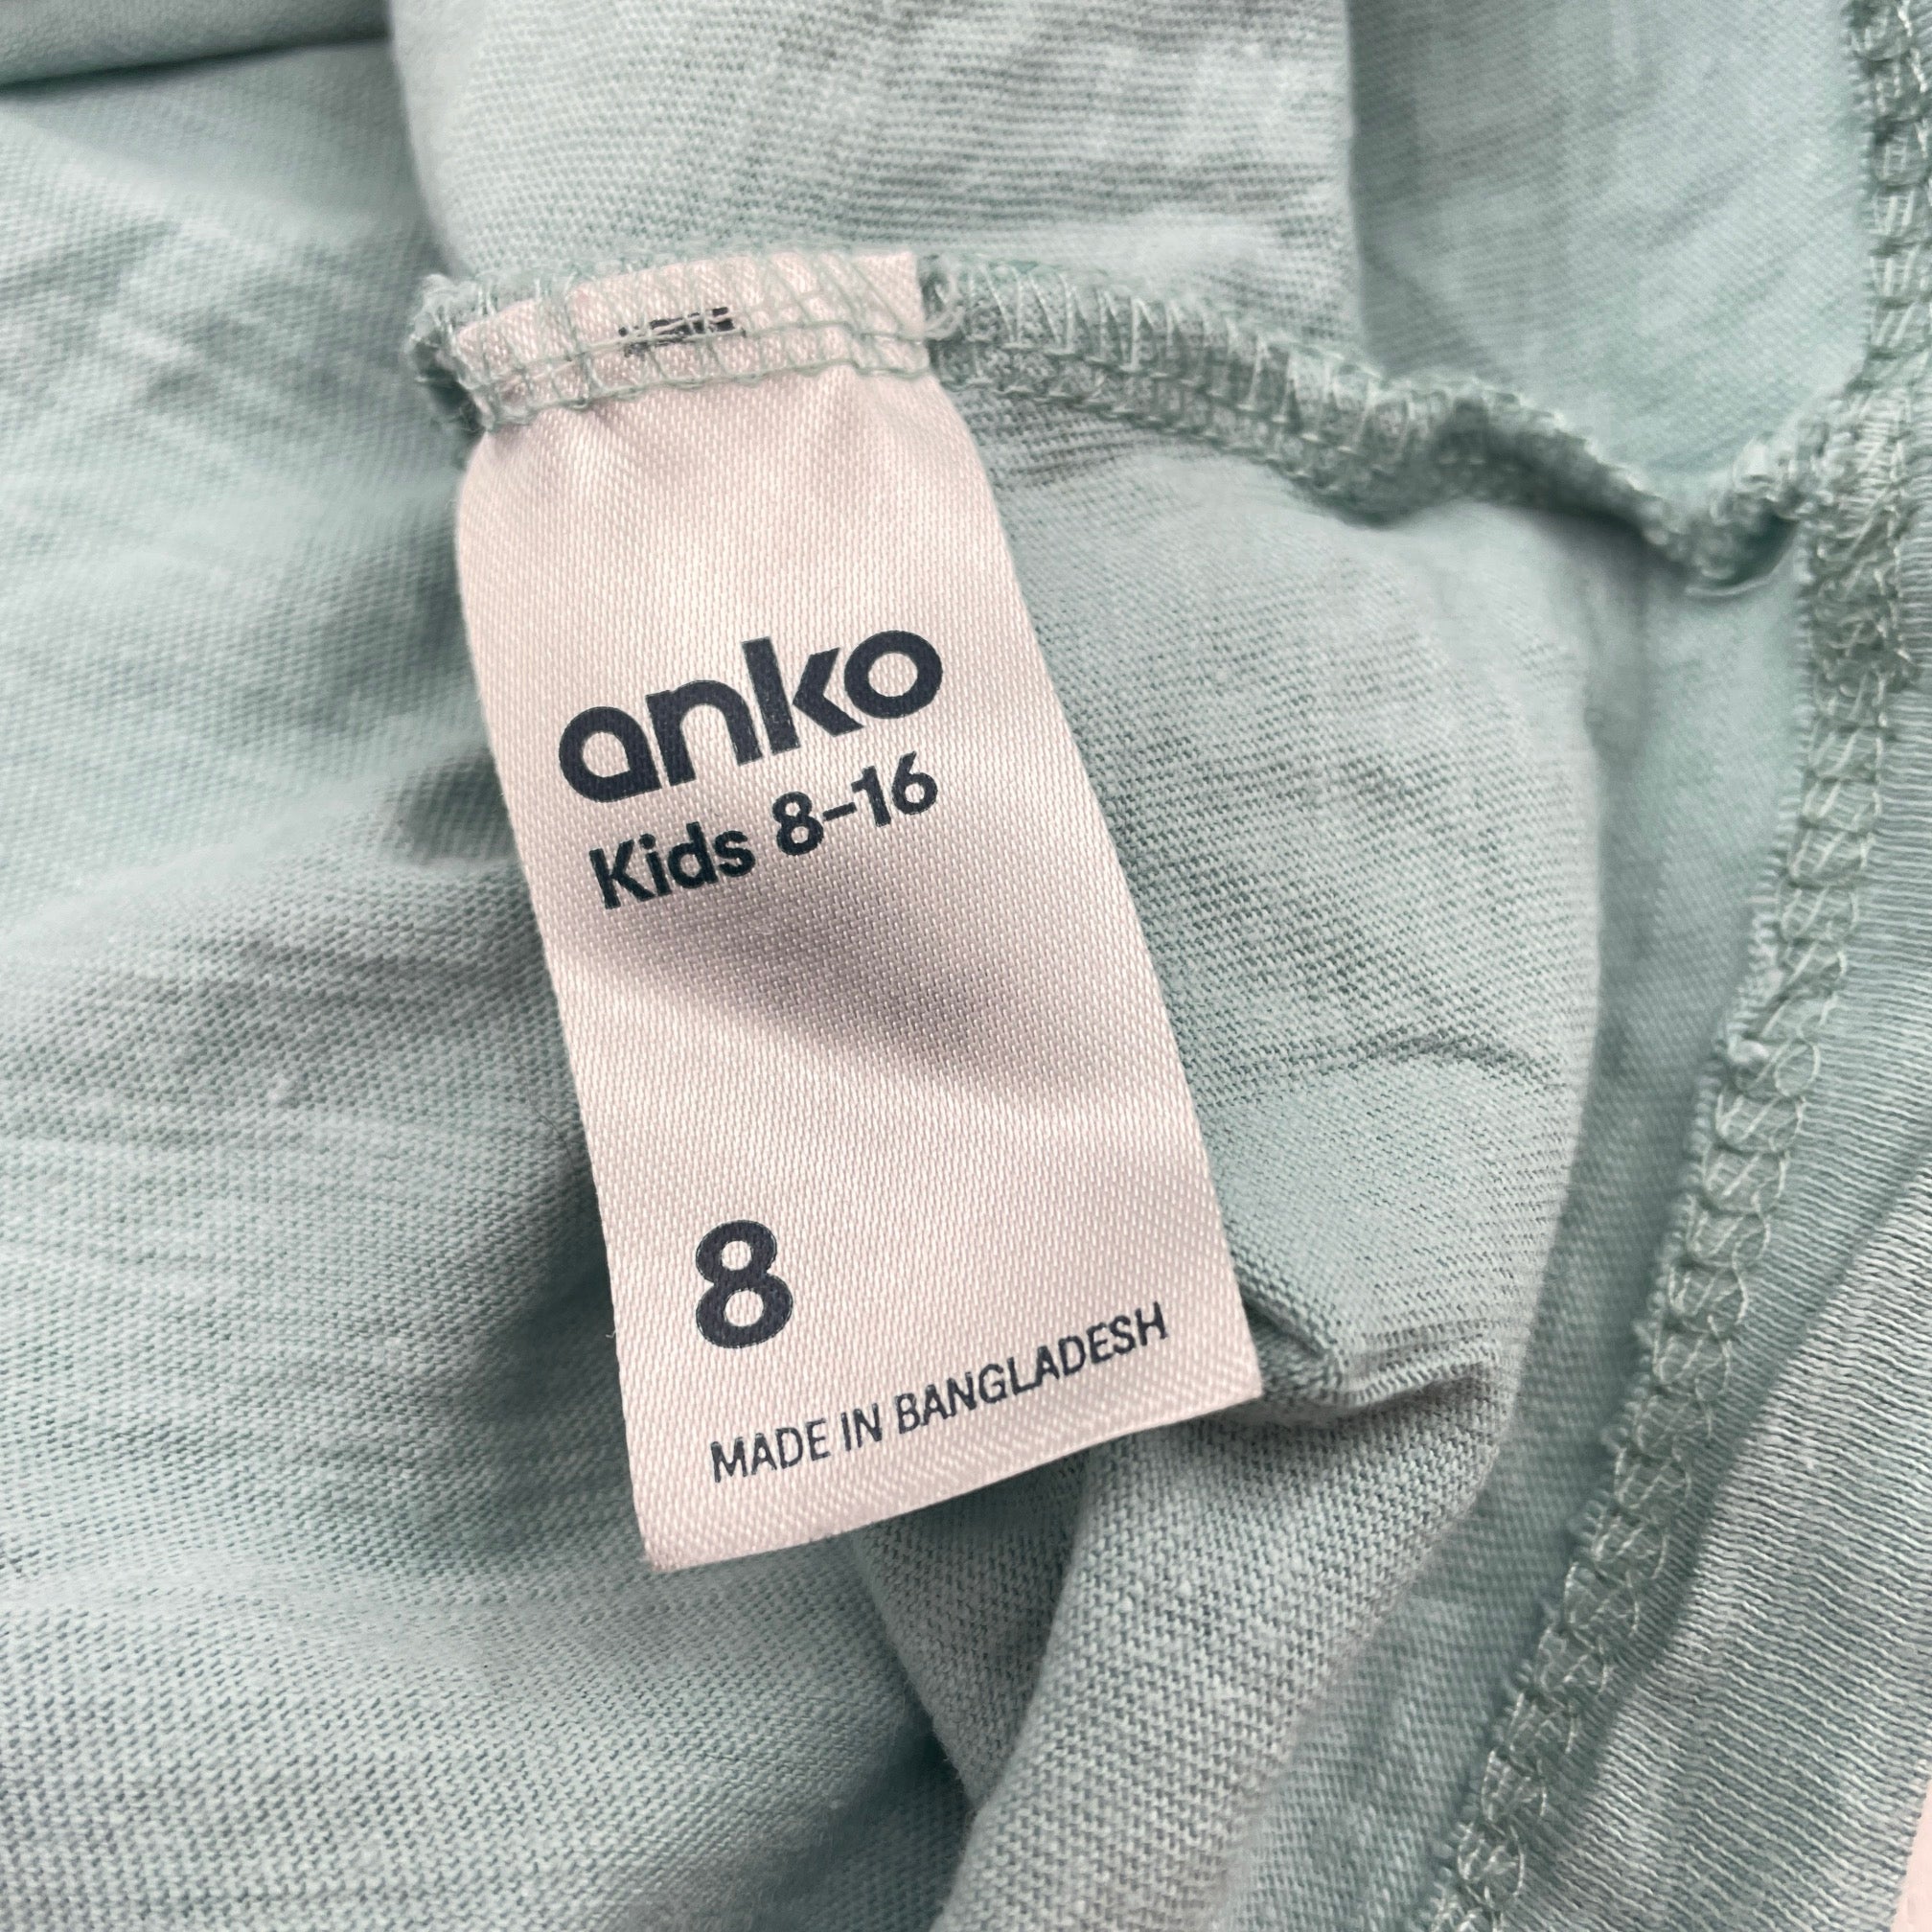 anko
Kids 8-16
8
MADE IN BANGLADESH